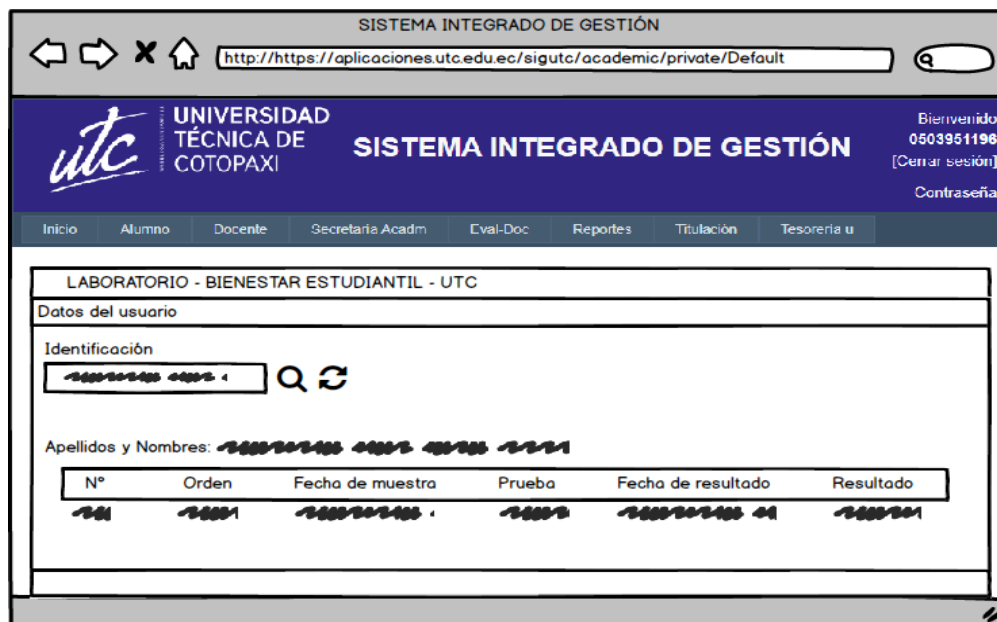 SISTEMA INTEGRADO DE GESTIÓN
http://https://aplicaciones.utc.edu.ec/sigutc/academic/private/Default
utc
UNIVERSIDAD
TÉCNICA DE
COTOPAXI
SISTEMA INTEGRADO DE GESTIÓN
Bienvenido
0503951196
[Cerrar sesión]
Contraseña
Inicio Alumno Docente Secretaria Acadm Eval-Doc Reportes Titulación Tesoreria u
LABORATORIO - BIENESTAR ESTUDIANTIL - UTC
Datos del usuario
Identificación
Apellidos y Nombres:
N° Orden Fecha de muestra Prueba Fecha de resultado Resultado